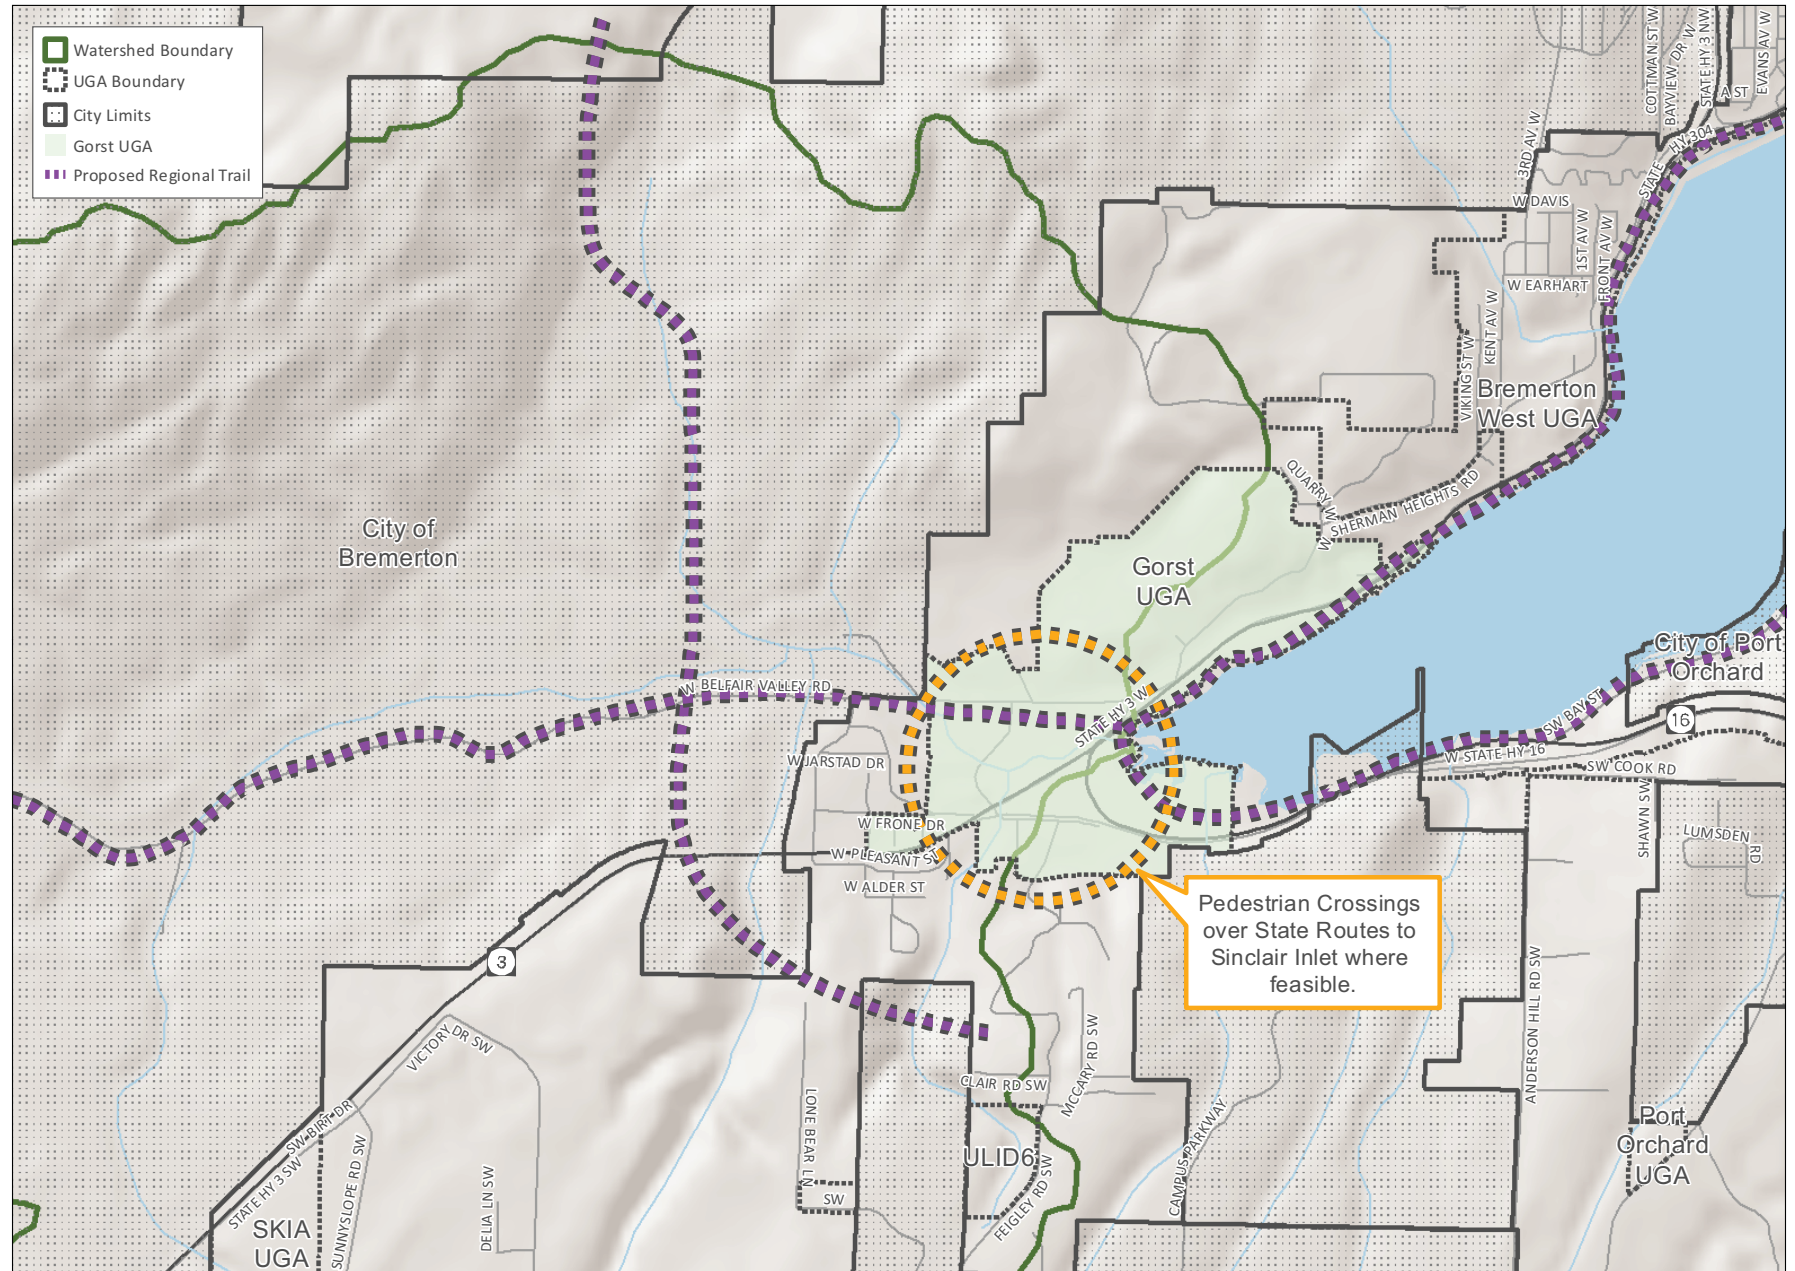 Watershed Boundary
UGA Boundary
City Limits
Gorst UGA
Proposed Regional Trail
COTTMAN ST W
BAYVIEW DR W
STATE HY 3 NW
EVANS AV W
A ST
STATE HY 304
3RD AV W
W DAVIS
1ST AV W
FRONT AV W
W EARHART
KENT AV W
VIKING ST W
Bremerton
West UGA
QUARRY W
W SHERMAN HEIGHTS RD
City of
Bremerton
Gorst
UGA
City of Port
Orchard
W BELFAIR VALLEY RD
STATE HY 3 W
SW BAY ST
16
W STATE HY 16
SW COOK RD
W JARSTAD DR
W FRONE DR
W PLEASANT ST
W ALDER ST
SHAWN SW
LUMSDEN
RD
Pedestrian Crossings
over State Routes to
Sinclair Inlet where
feasible.
3
VICTORY DR SW
ANDERSON HILL RD SW
MCCARY RD SW
CLAIR RD SW
LONE BEAR LN
SW
ULID6
FEIGLEY RD SW
CAMPUS PARKWAY
Port
Orchard
UGA
SW BIRT DR
STATE HY 3 SW
SUNNYSLOPE RD SW
DELIA LN SW
SKIA
UGA